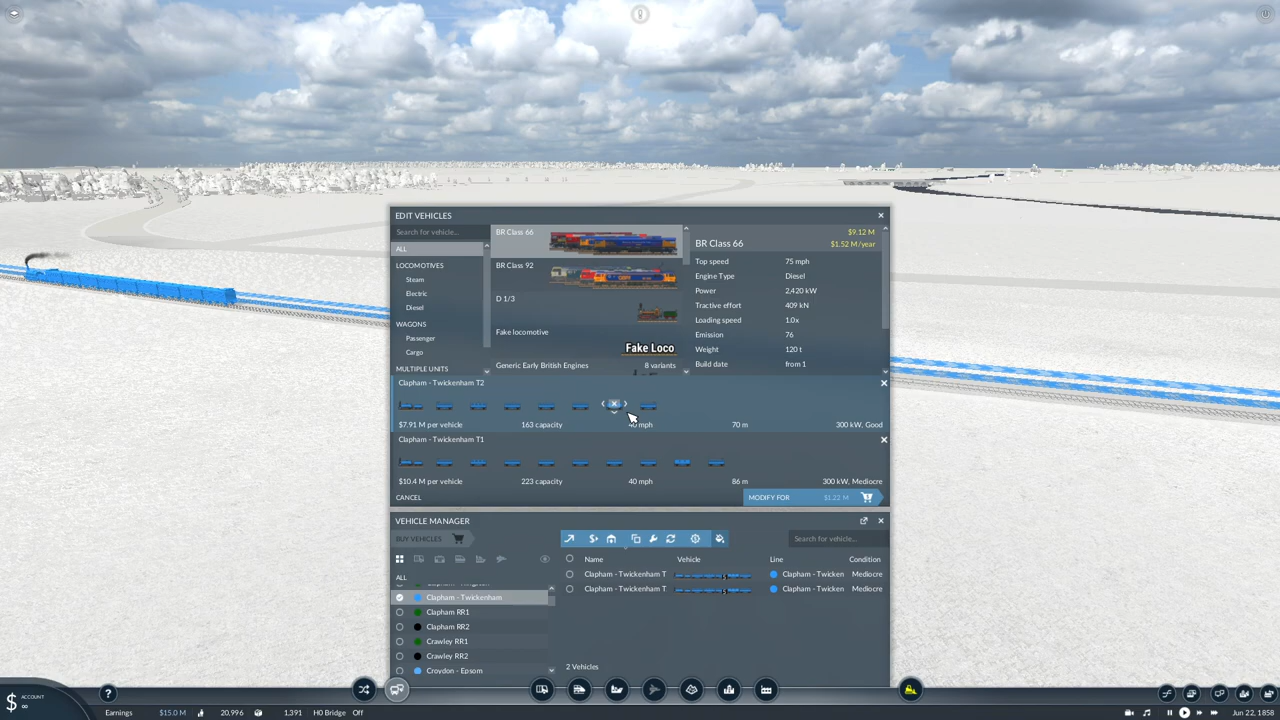 EDIT VEHICLES
Search for vehicle...
ALL
LOCOMOTIVES
Steam
Electric
Diesel
WAGONS
Passenger
Cargo
MULTIPLE UNITS
BR Class 66
BR Class 92
D 1/3
Fake locomotive
Fake Loco
Generic Early British Engines 8 variants
$9.12 M
BR Class 66 $1.52 M/year
Top speed 75 mph
Engine Type Diesel
Power 2,420 kW
Tractive effort 409 kN
Loading speed 1.0x
Emission 76
Weight 120 t
Build date from 1
Clapham - Twickenham T2
$7.91 M per vehicle 163 capacity 40 mph 70 m 300 kW, Good
Clapham - Twickenham T1
$10.4 M per vehicle 223 capacity 40 mph 86 m 300 kW, Mediocre
CANCEL MODIFY FOR $1.22 M
VEHICLE MANAGER
BUY VEHICLES
Search for vehicle...
ALL
Clapham - Twickenham
Clapham RR1
Clapham RR2
Crawley RR1
Crawley RR2
Croydon - Epsom
Name Vehicle Line Condition
Clapham - Twickenham T Clapham - Twicken Mediocre
Clapham - Twickenham T Clapham - Twicken Mediocre
2 Vehicles
$ ACCOUNT
∞
?
Earnings $15.0 M 20,996 1,391 H0 Bridge Off Jun 22, 1858